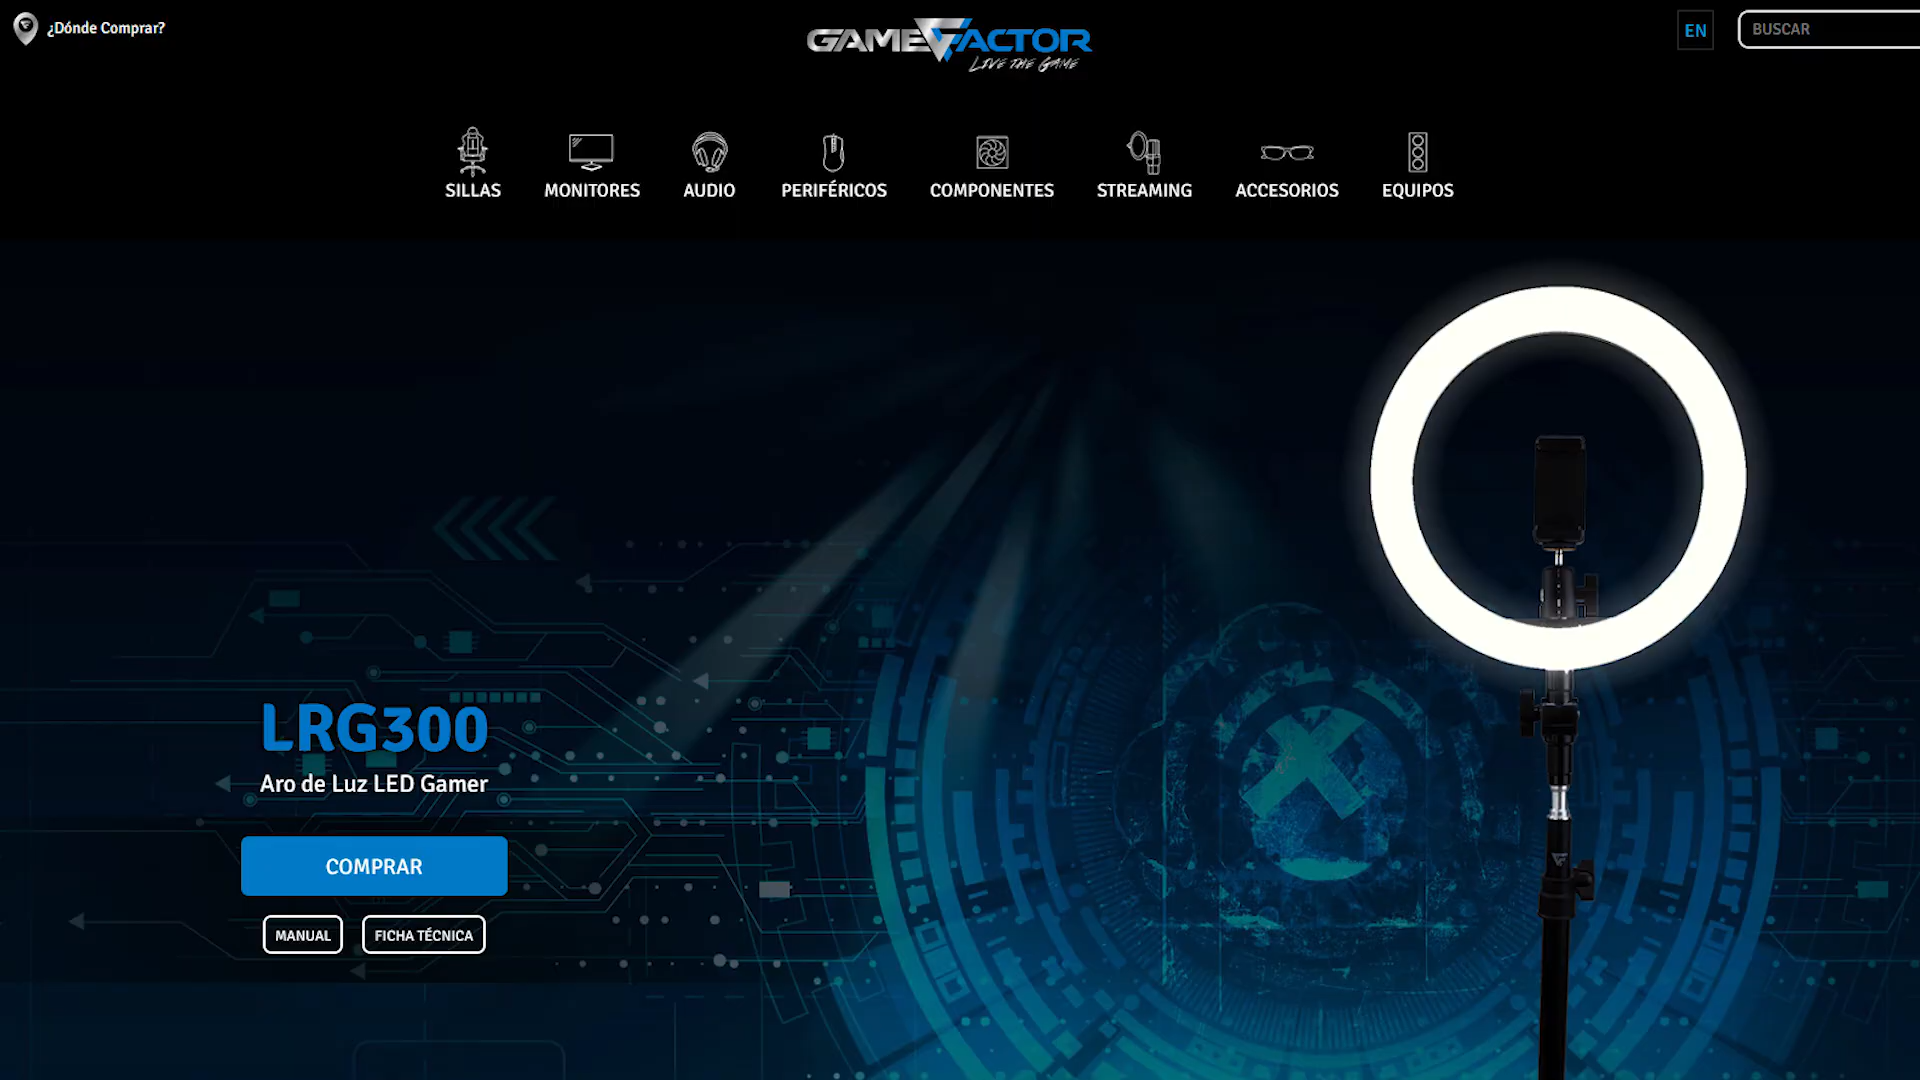 ¿Dónde Comprar?
GAMEFACTOR
LIVE THE GAME
EN
BUSCAR
SILLAS
MONITORES
AUDIO
PERIFÉRICOS
COMPONENTES
STREAMING
ACCESORIOS
EQUIPOS
LRG300
Aro de Luz LED Gamer
COMPRAR
MANUAL
FICHA TÉCNICA